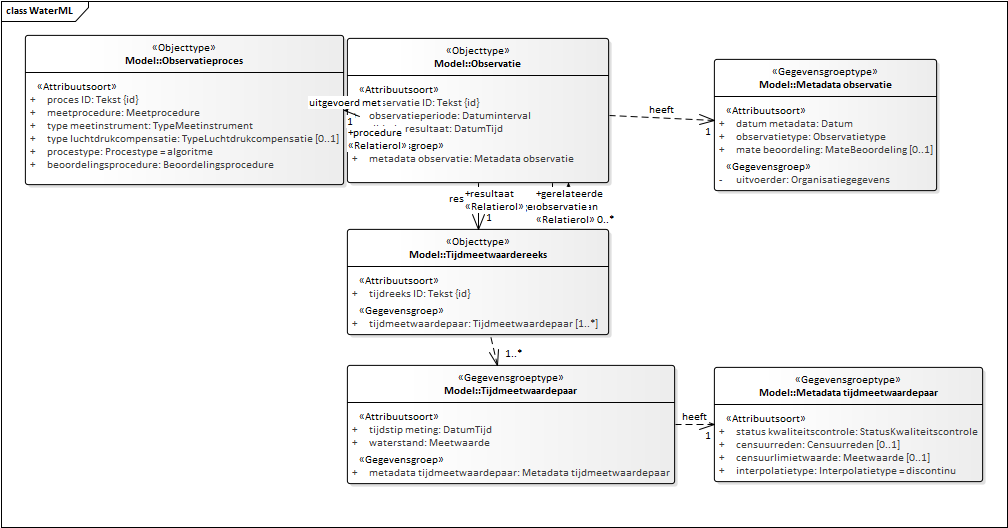 class WaterML
«Objecttype»
Model::Observatieproces
«Attribuutsoort»
+ proces ID: Tekst {id}
+ meetprocedure: Meetprocedure
+ type meetinstrument: TypeMeetinstrument
+ type luchtdrukcompensatie: TypeLuchtdrukcompensatie [0..1]
+ procestype: Procestype = algoritme
+ beoordelingsprocedure: Beoordelingsprocedure
«Objecttype»
Model::Observatie
«Attribuutsoort»
servatie ID: Tekst {id}
observatieperiode: Datuminterval
resultaat: DatumTijd
groep»
+ metadata observatie: Metadata observatie
uitgevoerd met
1
+procedure
«Relatierol»
heeft
1
«Gegevensgroeptype»
Model::Metadata observatie
«Attribuutsoort»
+ datum metadata: Datum
+ observatietype: Observatietype
+ mate beoordeling: MateBeoordeling [0..1]
«Gegevensgroep»
- uitvoerder: Organisatiegegevens
res
+resultaat
«Relatierol»
1
+gerelateerde
observatie
«Relatierol» 0..*
«Objecttype»
Model::Tijdmeetwaardereeks
«Attribuutsoort»
+ tijdreeks ID: Tekst {id}
«Gegevensgroep»
+ tijdmeetwaardepaar: Tijdmeetwaardepaar [1..*]
1..*
«Gegevensgroeptype»
Model::Tijdmeetwaardepaar
«Attribuutsoort»
+ tijdstip meting: DatumTijd
+ waterstand: Meetwaarde
«Gegevensgroep»
+ metadata tijdmeetwaardepaar: Metadata tijdmeetwaardepaar
heeft
1
«Gegevensgroeptype»
Model::Metadata tijdmeetwaardepaar
«Attribuutsoort»
+ status kwaliteitscontrole: StatusKwaliteitscontrole
+ censuurreden: Censuurreden [0..1]
+ censuurlimietwaarde: Meetwaarde [0..1]
+ interpolatietype: Interpolatietype = discontinu